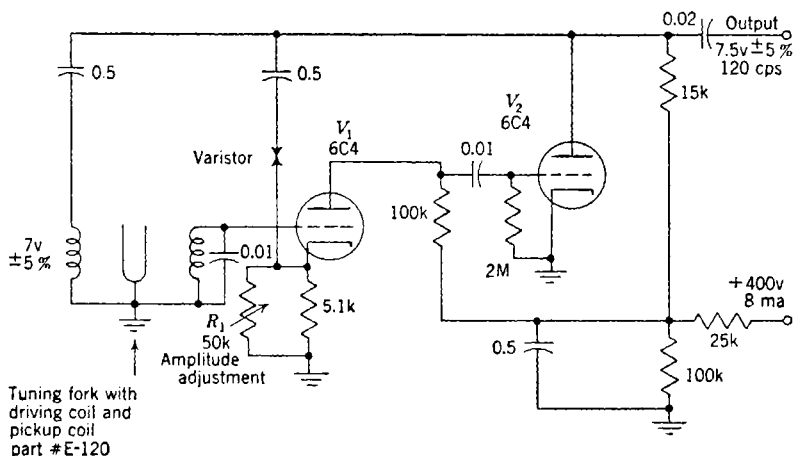 0.02
Output
7.5v ±5%
120 cps
0.5
0.5
15k
V₁
6C4
V₂
6C4
Varistor
0.01
100k
7v
±5%
0.01
2M
R₁
50k
Amplitude
adjustment
5.1k
+400v
8 ma
0.5
25k
100k
Tuning fork with
driving coil and
pickup coil
part #E-120